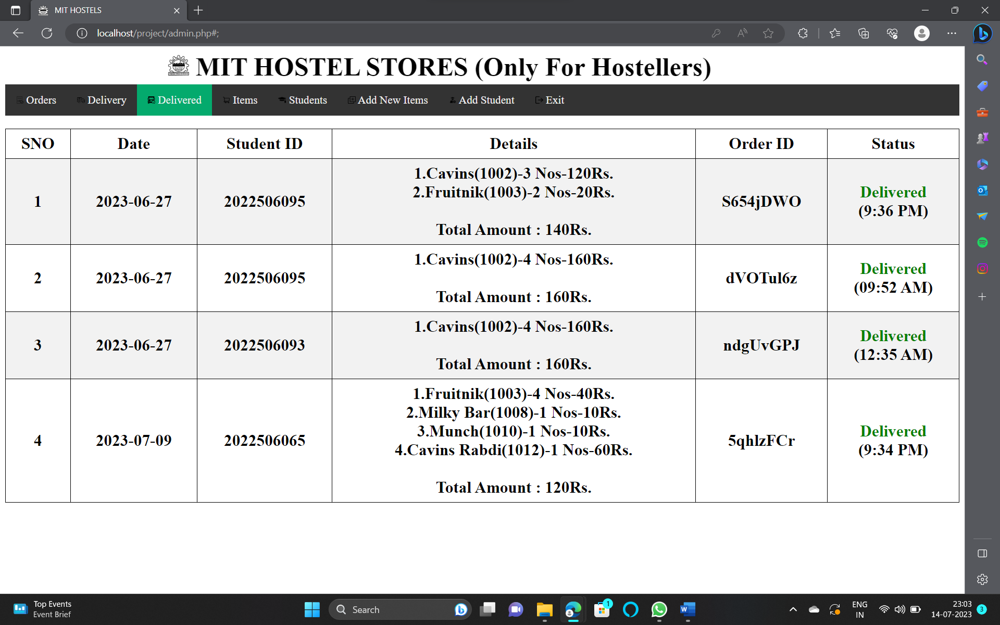 MIT HOSTELS
localhost/project/admin.php#;
MIT HOSTEL STORES (Only For Hostellers)
Orders Delivery Delivered Items Students Add New Items Add Student Exit
SNO Date Student ID Details Order ID Status
1 2023-06-27 2022506095
1.Cavins(1002)-3 Nos-120Rs.
2.Fruitnik(1003)-2 Nos-20Rs.
Total Amount : 140Rs.
S654jDWO
Delivered
(9:36 PM)
2 2023-06-27 2022506095
1.Cavins(1002)-4 Nos-160Rs.
Total Amount : 160Rs.
dVOTul6z
Delivered
(09:52 AM)
3 2023-06-27 2022506093
1.Cavins(1002)-4 Nos-160Rs.
Total Amount : 160Rs.
ndgUvGPJ
Delivered
(12:35 AM)
4 2023-07-09 2022506065
1.Fruitnik(1003)-4 Nos-40Rs.
2.Milky Bar(1008)-1 Nos-10Rs.
3.Munch(1010)-1 Nos-10Rs.
4.Cavins Rabdi(1012)-1 Nos-60Rs.
Total Amount : 120Rs.
5qhlzFCr
Delivered
(9:34 PM)
Top Events
Event Brief
Search
1
ENG
IN
23:03
14-07-2023
3